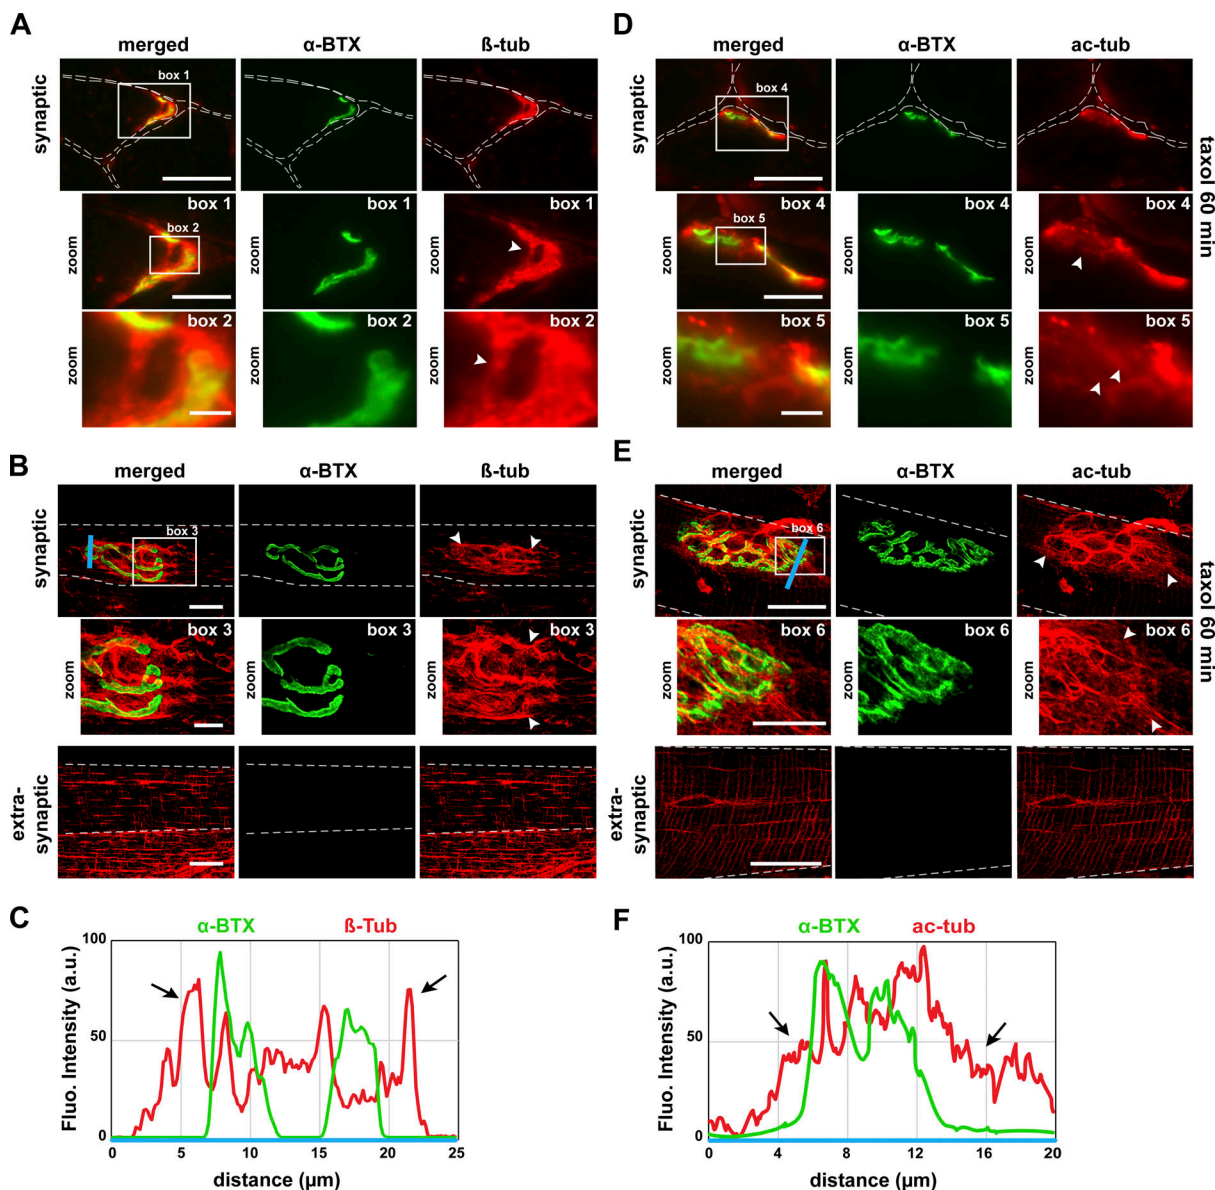 A
merged
α-BTX
ß-tub
synaptic
box 1
zoom
box 1
box 1
box 1
box 2
zoom
box 2
box 2
box 2
B
merged
α-BTX
ß-tub
synaptic
box 3
zoom
box 3
box 3
box 3
extra-
synaptic
C
α-BTX
ß-Tub
Fluo. Intensity (a.u.)
100
50
0
0
5
10
15
20
25
distance (µm)
D
merged
α-BTX
ac-tub
synaptic
box 4
taxol 60 min
zoom
box 4
box 4
box 4
box 5
zoom
box 5
box 5
box 5
E
merged
α-BTX
ac-tub
synaptic
box 6
taxol 60 min
zoom
box 6
box 6
box 6
extra-
synaptic
F
α-BTX
ac-tub
Fluo. Intensity (a.u.)
100
50
0
0
4
8
12
16
20
distance (µm)